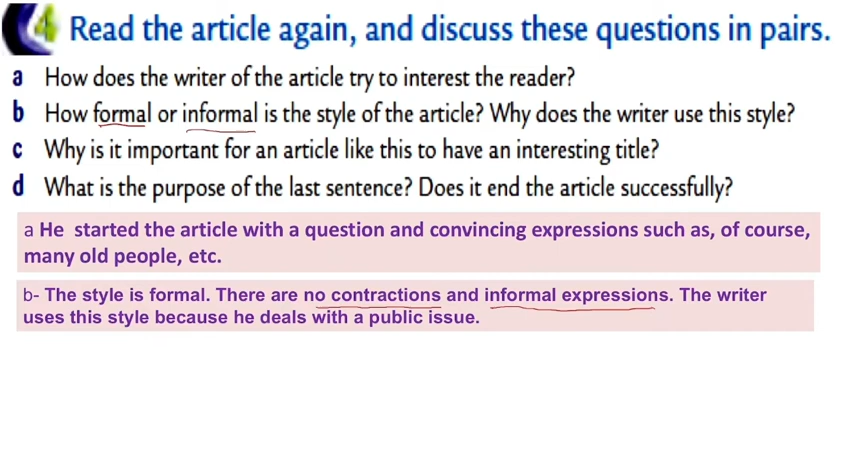 4 Read the article again, and discuss these questions in pairs.
a How does the writer of the article try to interest the reader?
b How formal or informal is the style of the article? Why does the writer use this style?
c Why is it important for an article like this to have an interesting title?
d What is the purpose of the last sentence? Does it end the article successfully?
a He started the article with a question and convincing expressions such as, of course,
many old people, etc.
b- The style is formal. There are no contractions and informal expressions. The writer
uses this style because he deals with a public issue.